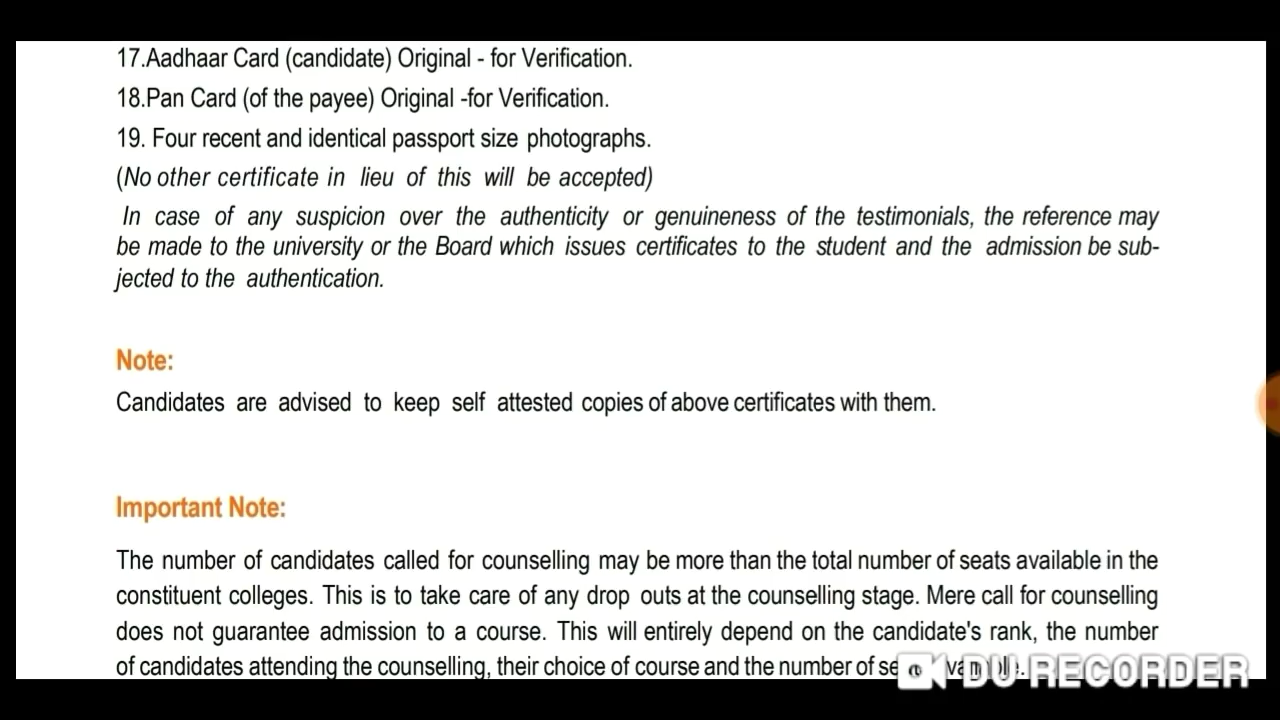 17.Aadhaar Card (candidate) Original - for Verification.
18.Pan Card (of the payee) Original -for Verification.
19. Four recent and identical passport size photographs.
(No other certificate in lieu of this will be accepted)
In case of any suspicion over the authenticity or genuineness of the testimonials, the reference may
be made to the university or the Board which issues certificates to the student and the admission be sub-
jected to the authentication.
Note:
Candidates are advised to keep self attested copies of above certificates with them.
Important Note:
The number of candidates called for counselling may be more than the total number of seats available in the
constituent colleges. This is to take care of any drop outs at the counselling stage. Mere call for counselling
does not guarantee admission to a course. This will entirely depend on the candidate's rank, the number
of candidates attending the counselling, their choice of course and the number of
DU RECORDER